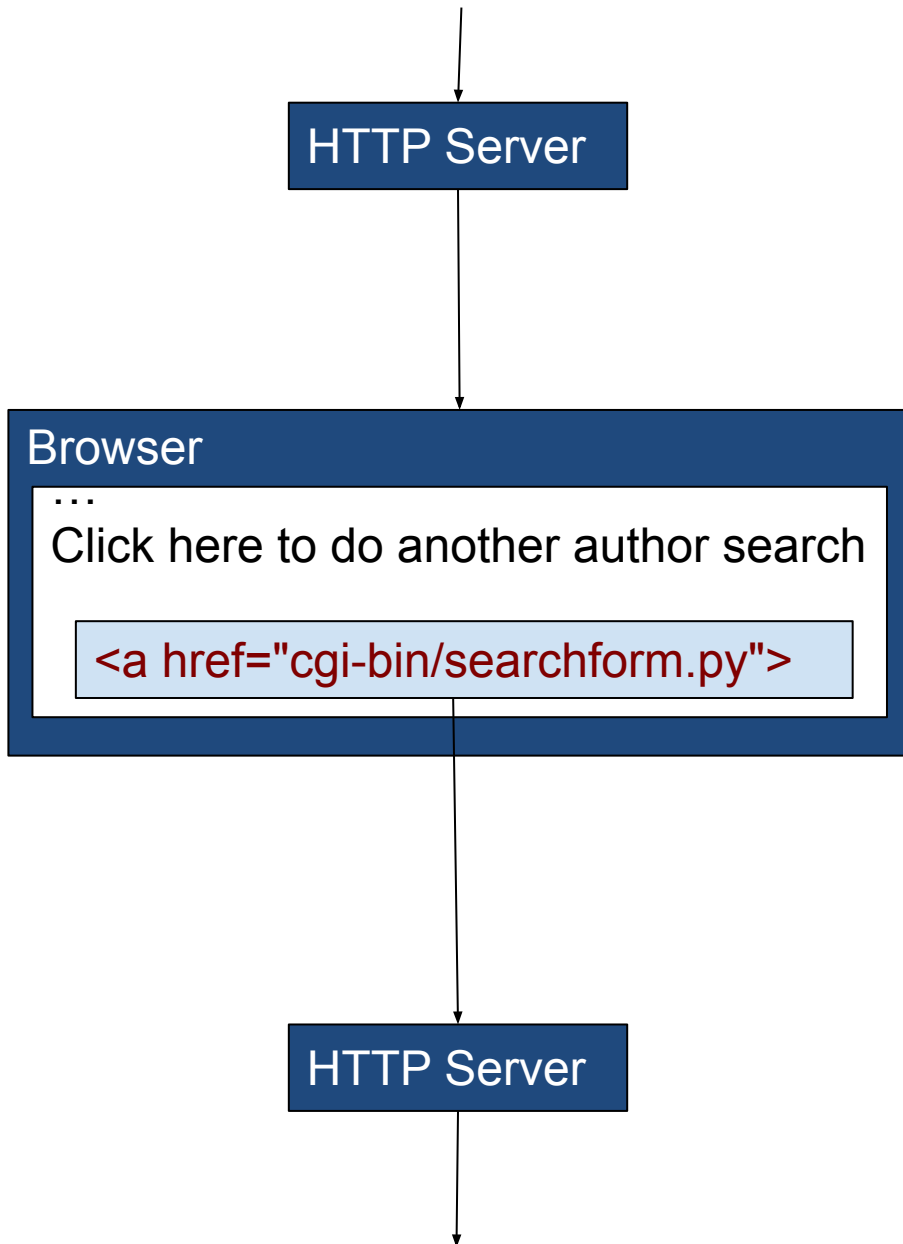 HTTP Server
Browser
…
Click here to do another author search
<a href="cgi-bin/searchform.py">
HTTP Server